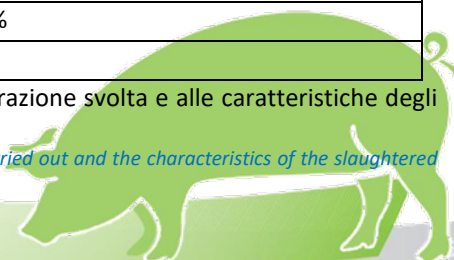 %
razione svolta e alle caratteristiche degli
ried out and the characteristics of the slaughtered